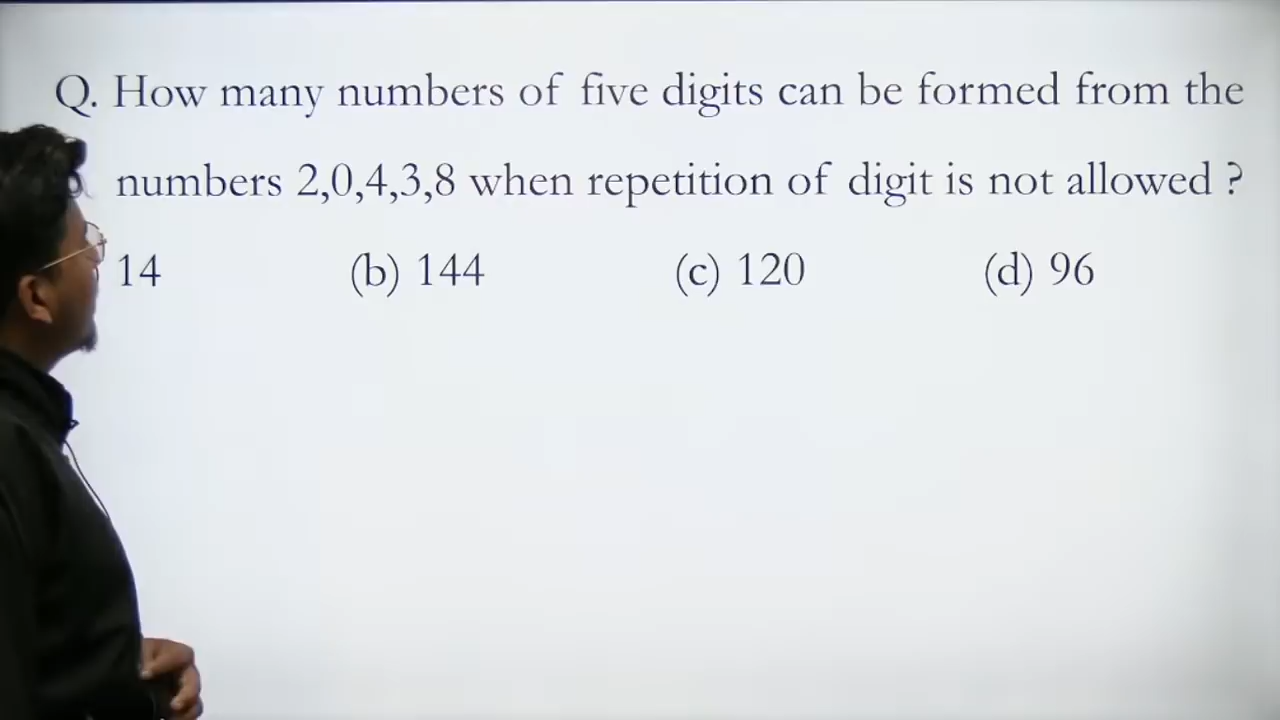 Q. How many numbers of five digits can be formed from the
numbers 2,0,4,3,8 when repetition of digit is not allowed ?
14 (b) 144 (c) 120 (d) 96